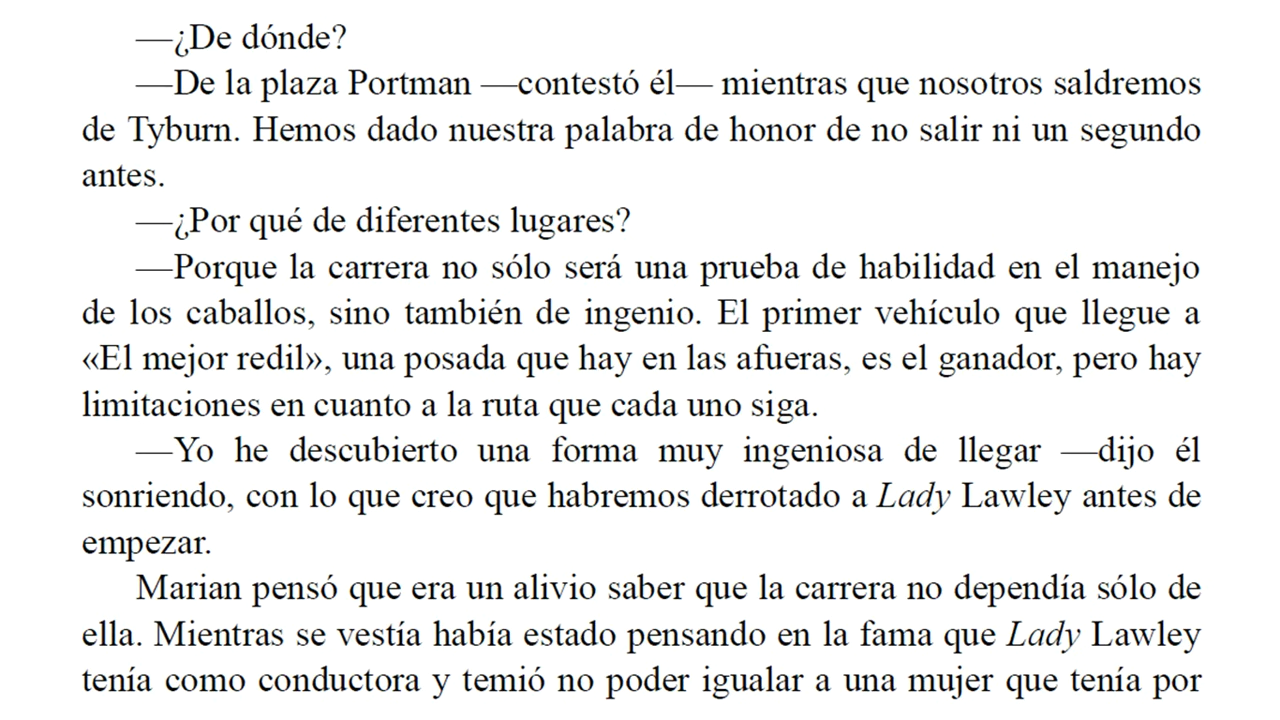 —¿De dónde?
—De la plaza Portman —contestó él— mientras que nosotros saldremos
de Tyburn. Hemos dado nuestra palabra de honor de no salir ni un segundo
antes.
—¿Por qué de diferentes lugares?
—Porque la carrera no sólo será una prueba de habilidad en el manejo
de los caballos, sino también de ingenio. El primer vehículo que llegue a
«El mejor redil», una posada que hay en las afueras, es el ganador, pero hay
limitaciones en cuanto a la ruta que cada uno siga.
—Yo he descubierto una forma muy ingeniosa de llegar —dijo él
sonriendo, con lo que creo que habremos derrotado a Lady Lawley antes de
empezar.
Marian pensó que era un alivio saber que la carrera no dependía sólo de
ella. Mientras se vestía había estado pensando en la fama que Lady Lawley
tenía como conductora y temió no poder igualar a una mujer que tenía por